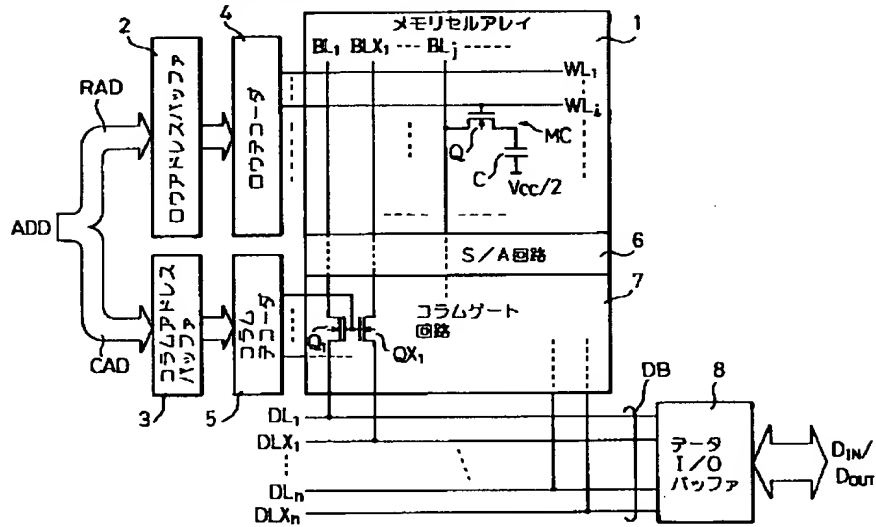 メモリセルアレイ
1
2
4
BL1 BLX1 BLj
WL1
WLi
RAD
ロウアドレスバッファ
ロウデコーダ
Q
MC
C
Vcc/2
ADD
S/A回路
6
7
コラムアドレス
バッファ
コラム
デコーダ
コラムゲート
回路
Q1
QX1
CAD
3
5
DB
8
DL1
DLX1
DLn
DLXn
データ
I/O
バッファ
DIN/
DOUT